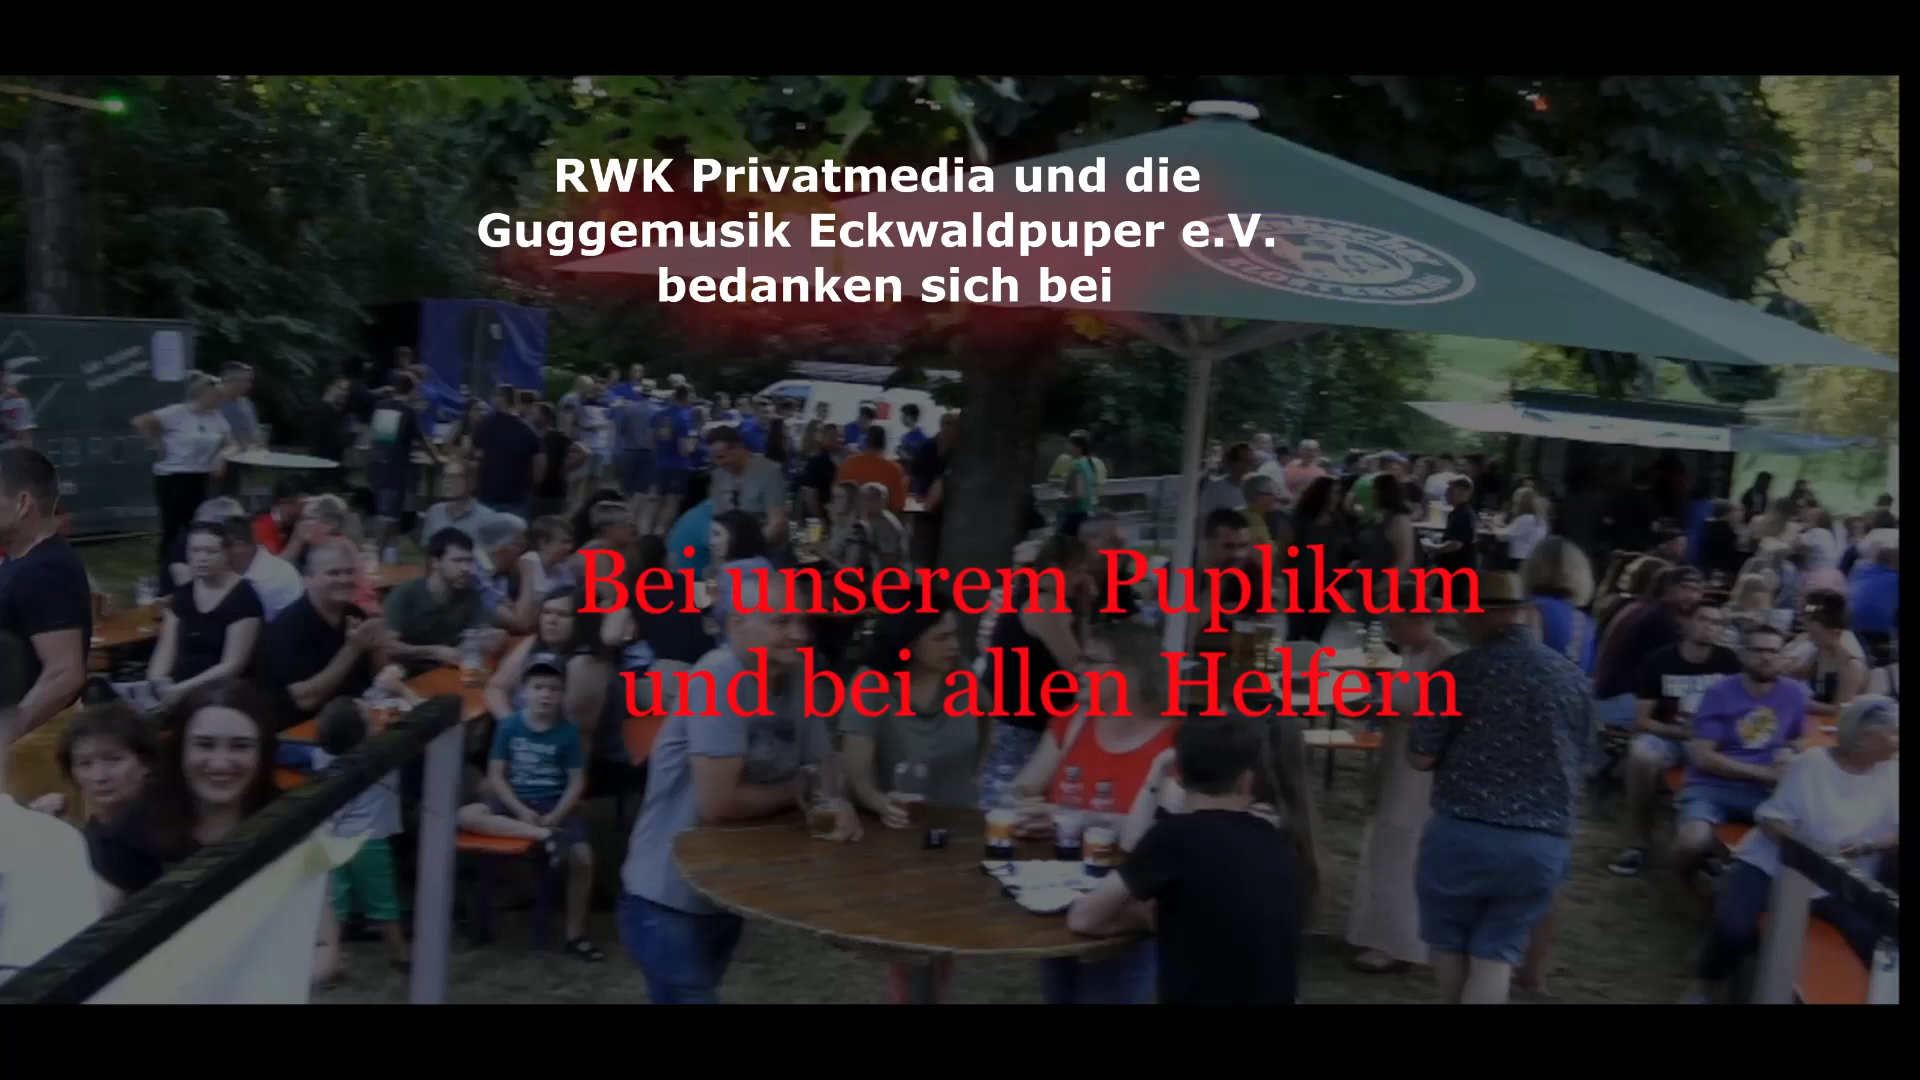 RWK Privatmedia und die
Guggemusik Eckwaldpuper e.V.
bedanken sich bei
Bei unserem Puplikum
und bei allen Helfern